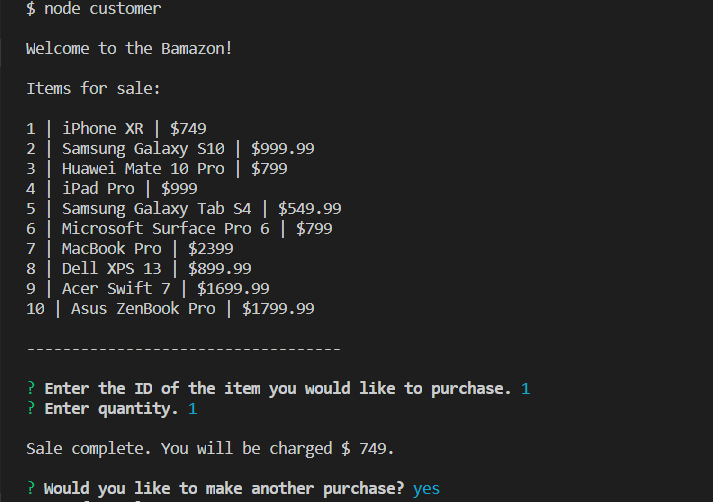 $ node customer
Welcome to the Bamazon!
Items for sale:
1 | iPhone XR | $749
2 | Samsung Galaxy S10 | $999.99
3 | Huawei Mate 10 Pro | $799
4 | iPad Pro | $999
5 | Samsung Galaxy Tab S4 | $549.99
6 | Microsoft Surface Pro 6 | $799
7 | MacBook Pro | $2399
8 | Dell XPS 13 | $899.99
9 | Acer Swift 7 | $1699.99
10 | Asus ZenBook Pro | $1799.99
-----------------------------------
? Enter the ID of the item you would like to purchase. 1
? Enter quantity. 1
Sale complete. You will be charged $ 749.
? Would you like to make another purchase? yes